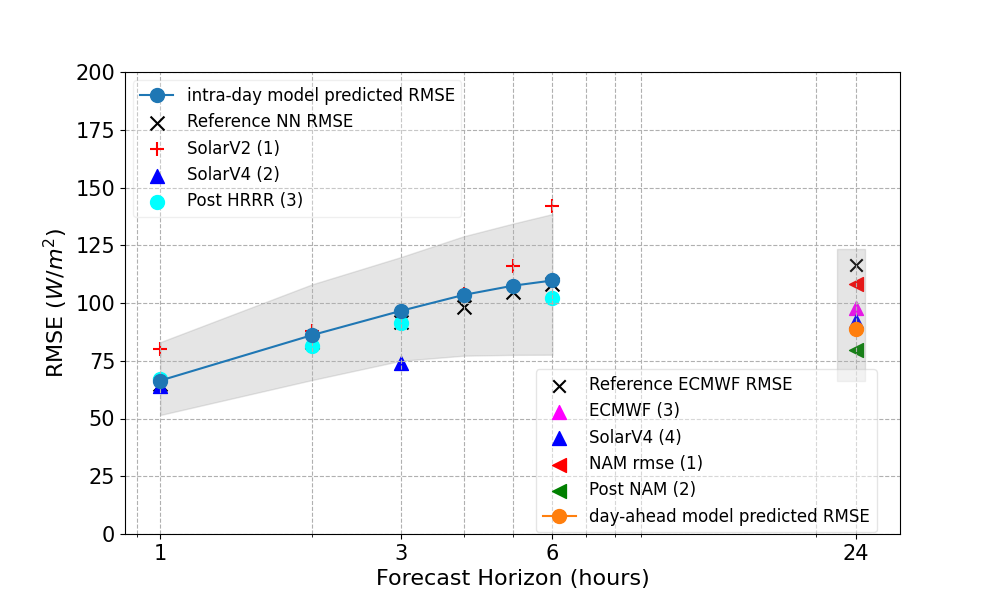 200
175
150
125
100
75
50
25
0
RMSE (W/m²)
intra-day model predicted RMSE
Reference NN RMSE
SolarV2 (1)
SolarV4 (2)
Post HRRR (3)
Reference ECMWF RMSE
ECMWF (3)
SolarV4 (4)
NAM rmse (1)
Post NAM (2)
day-ahead model predicted RMSE
1 3 6 24
Forecast Horizon (hours)